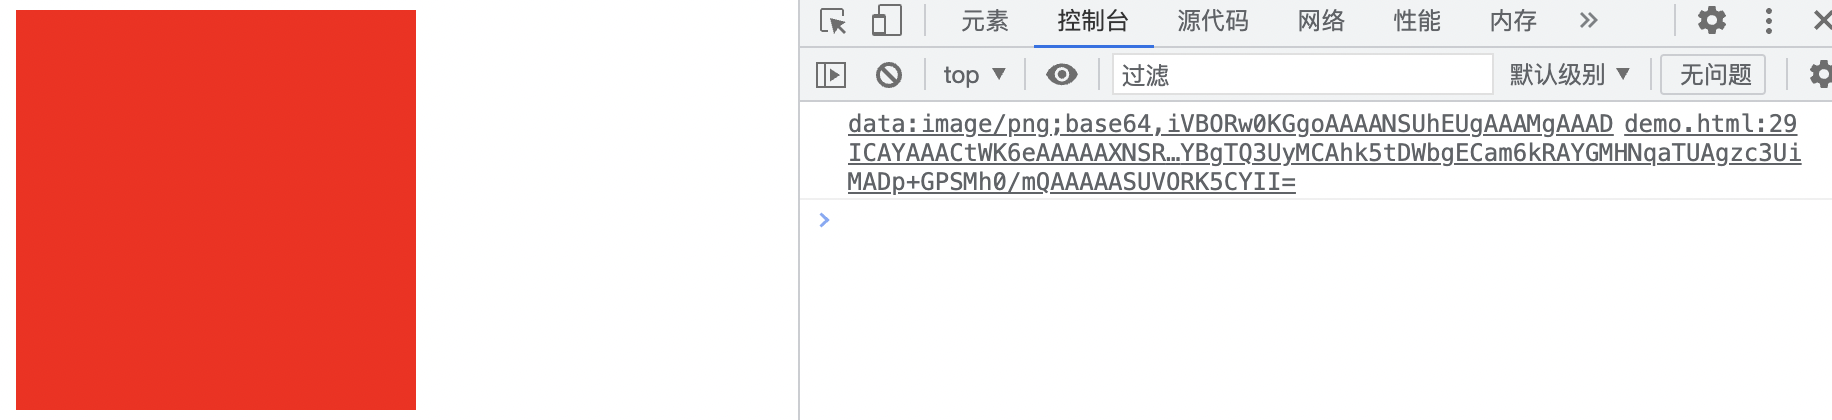 元素 控制台 源代码 网络 性能 内存
top 过滤 默认级别 无问题
data:image/png;base64,iVBORw0KGgoAAAANSUhEUgAAAMgAAAD demo.html:29
ICAYAAACtWK6eAAAAAXNSR…YBgTQ3UyMCAhk5tDWbgECam6kRAYGMHNqaTUAgzc3Ui
MADp+GPSMh0/mQAAAAASUVORK5CYII=